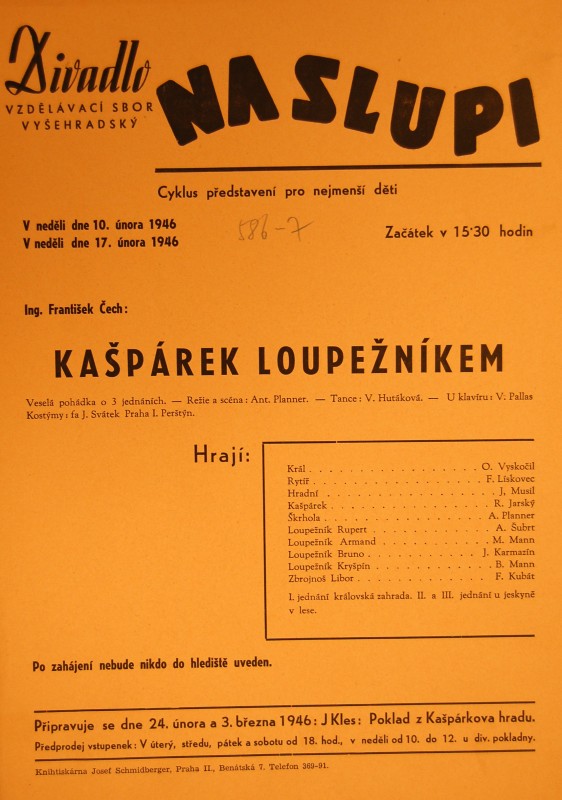 Divadlo
VZDĚLÁVACÍ SBOR
VYŠEHRADSKÝ
NA SLUPI
Cyklus představení pro nejmenší děti
V neděli dne 10. února 1946
V neděli dne 17. února 1946
586-7
Začátek v 15·30 hodin
Ing. František Čech:
KAŠPÁREK LOUPEŽNÍKEM
Veselá pohádka o 3 jednáních. — Režie a scéna: Ant. Planner. — Tance: V. Hutáková. — U klavíru: V. Pallas
Kostýmy: fa J. Svátek Praha I. Perštýn.
Hrají:
Král . . . . . . . . . . . . . . . . O. Vyskočil
Rytíř . . . . . . . . . . . . . . . . F. Liskovec
Hradní . . . . . . . . . . . . . . . . J. Musil
Kašpárek . . . . . . . . . . . . . . . . R. Jarský
Škrhola . . . . . . . . . . . . . . . . A. Planner
Loupežník Rupert . . . . . . . . . . . . A. Šubrt
Loupežník Armand . . . . . . . . . . . . M. Mann
Loupežník Bruno . . . . . . . . . . . . J. Karmazín
Loupežník Kryšpín . . . . . . . . . . . . B. Mann
Zbrojnoš Libor . . . . . . . . . . . . F. Kubát
I. jednání královská zahrada. II. a III. jednání u jeskyně
v lese.
Po zahájení nebude nikdo do hlediště uveden.
Připravuje se dne 24. února a 3. března 1946: J Kles: Poklad z Kašpárkova hradu.
Předprodej vstupenek: V úterý, středu, pátek a sobotu od 18. hod., v neděli od 10. do 12. u div. pokladny.
Knihtiskárna Josef Schmidberger, Praha II., Benátská 7. Telefon 369-91.